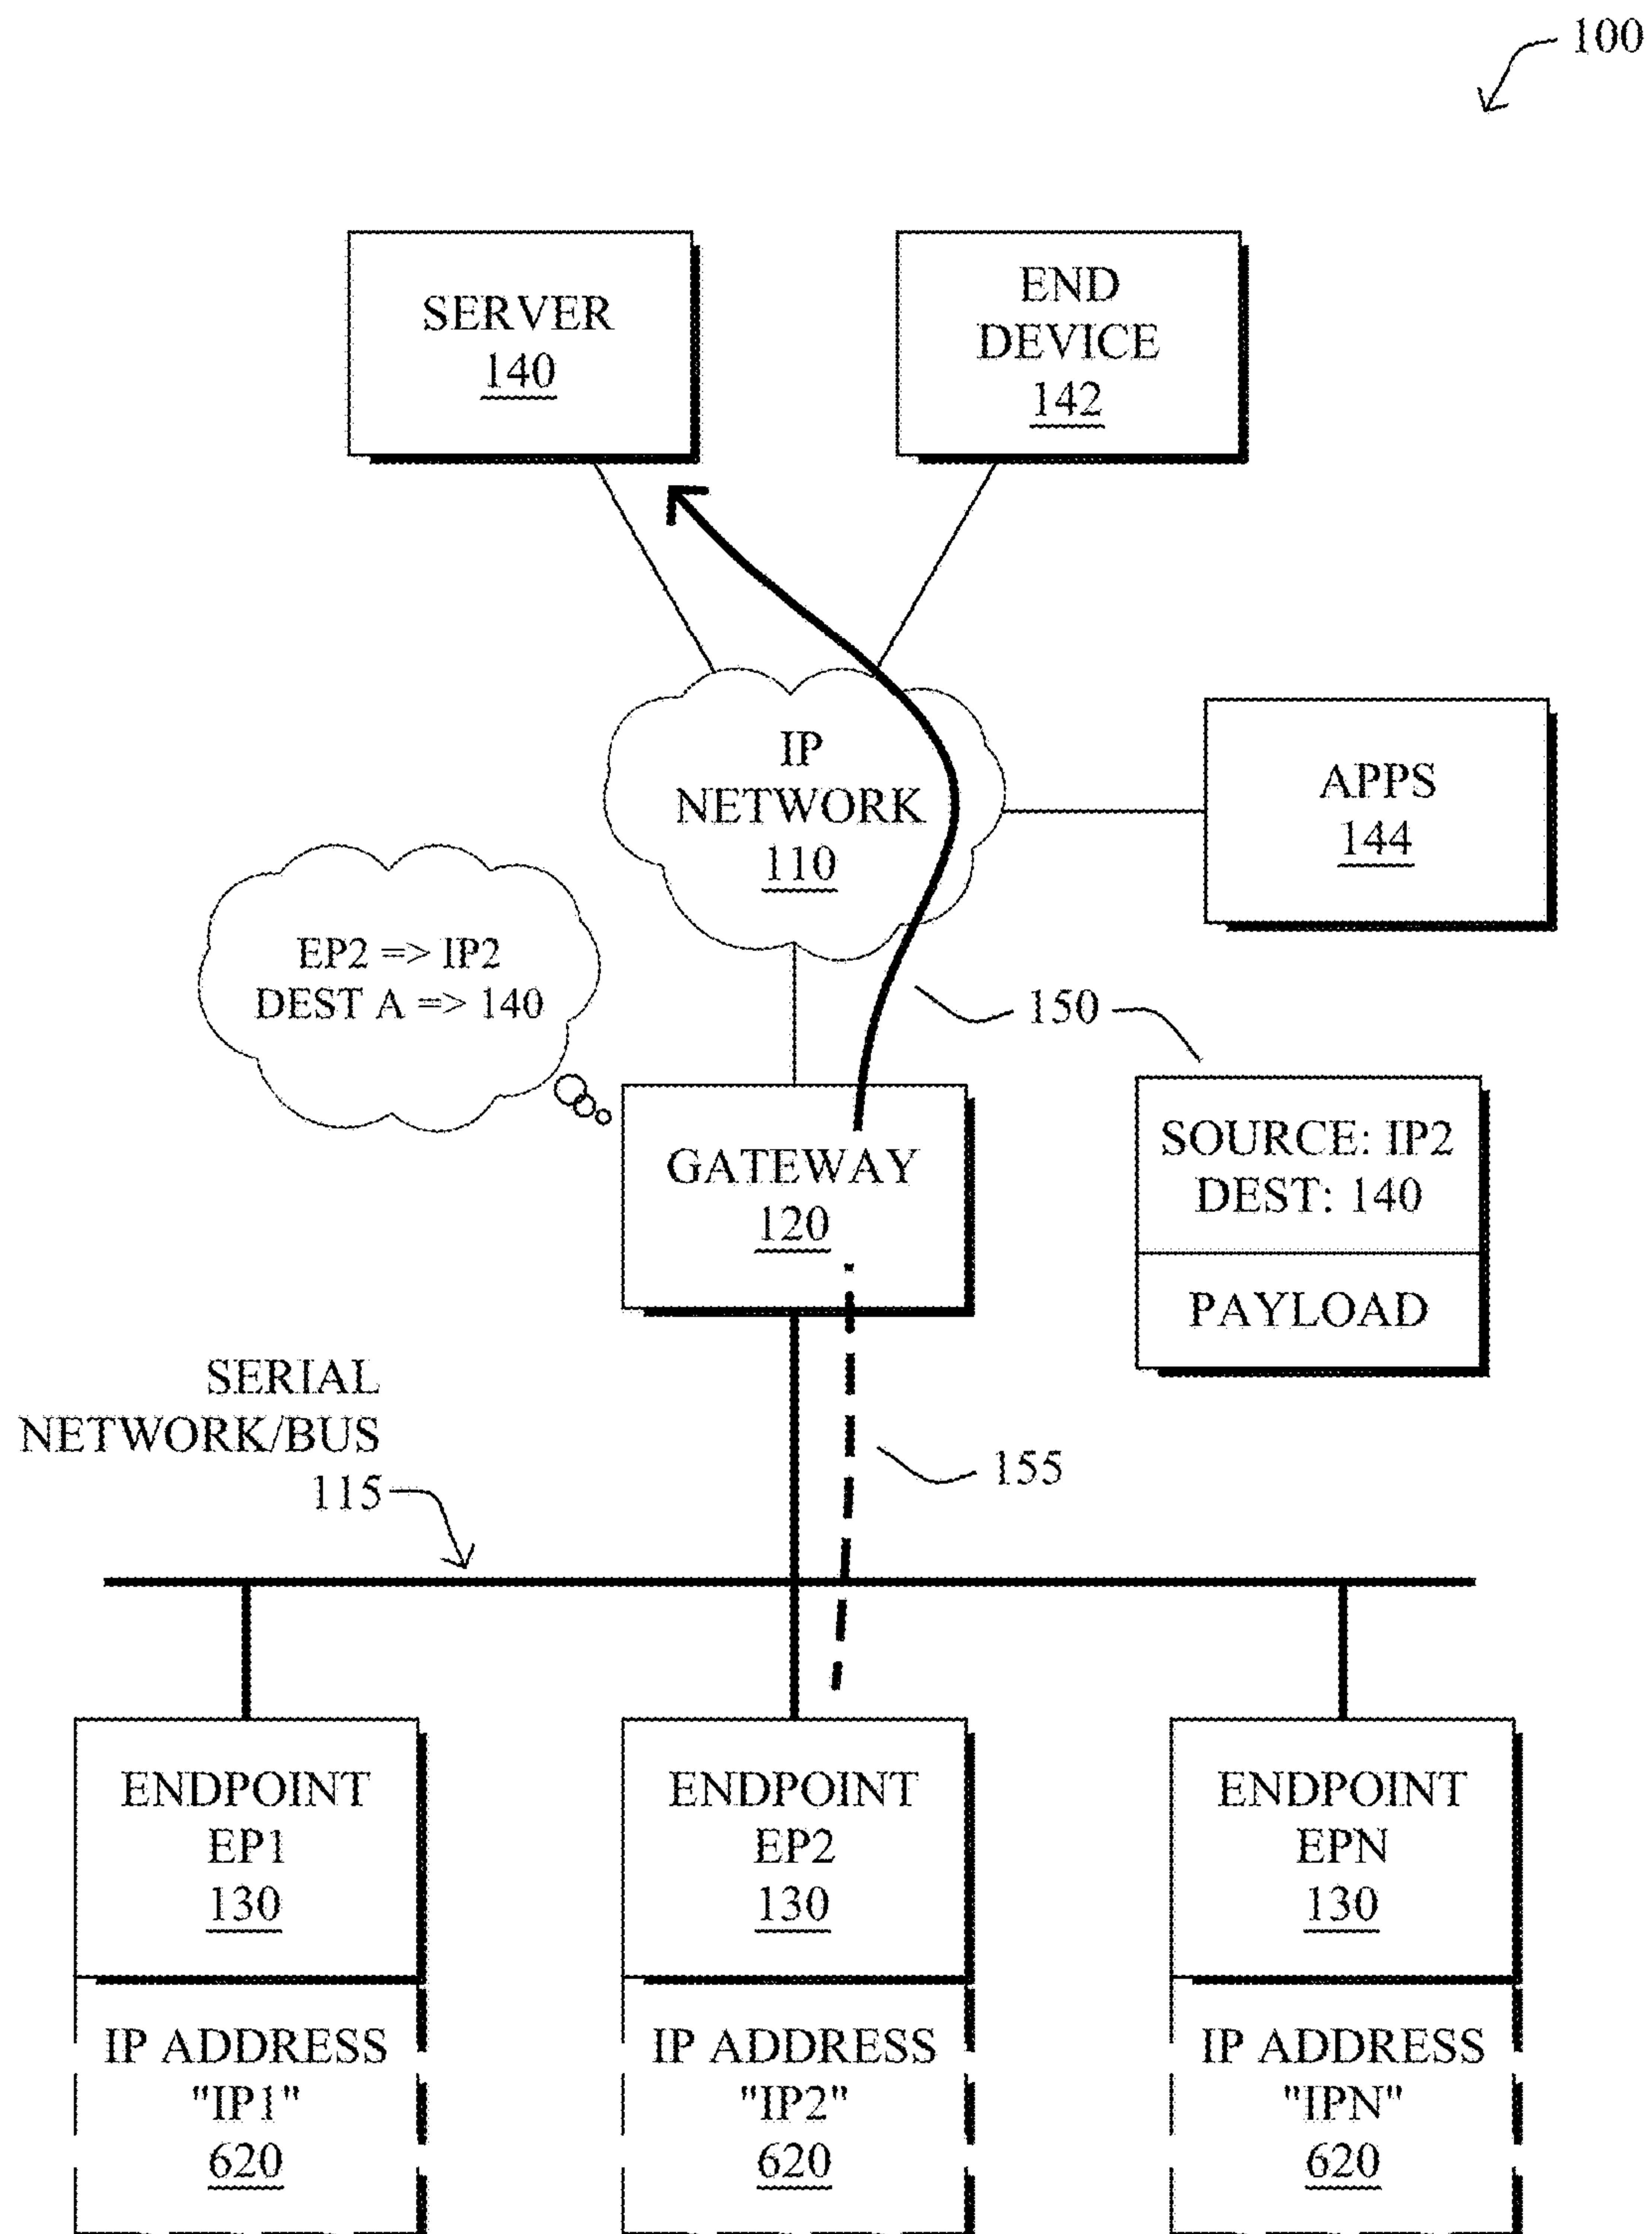 100
SERVER
140
END
DEVICE
142
IP
NETWORK
110
APPS
144
EP2 => IP2
DEST A => 140
150
GATEWAY
120
SOURCE: IP2
DEST: 140
PAYLOAD
SERIAL
NETWORK/BUS
115
155
ENDPOINT
EP1
130
ENDPOINT
EP2
130
ENDPOINT
EPN
130
IP ADDRESS
"IP1"
620
IP ADDRESS
"IP2"
620
IP ADDRESS
"IPN"
620